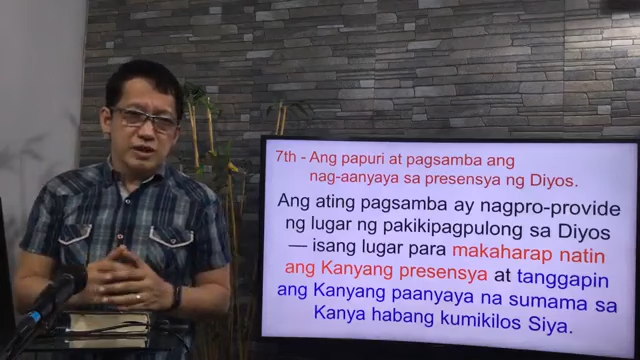 7th - Ang papuri at pagsamba ang
nag-aanyaya sa presensya ng Diyos.
Ang ating pagsamba ay nagpro-provide
ng lugar ng pakikipagpulong sa Diyos
— isang lugar para makaharap natin
ang Kanyang presensya at tanggapin
ang Kanyang paanyaya na sumama sa
Kanya habang kumikilos Siya.